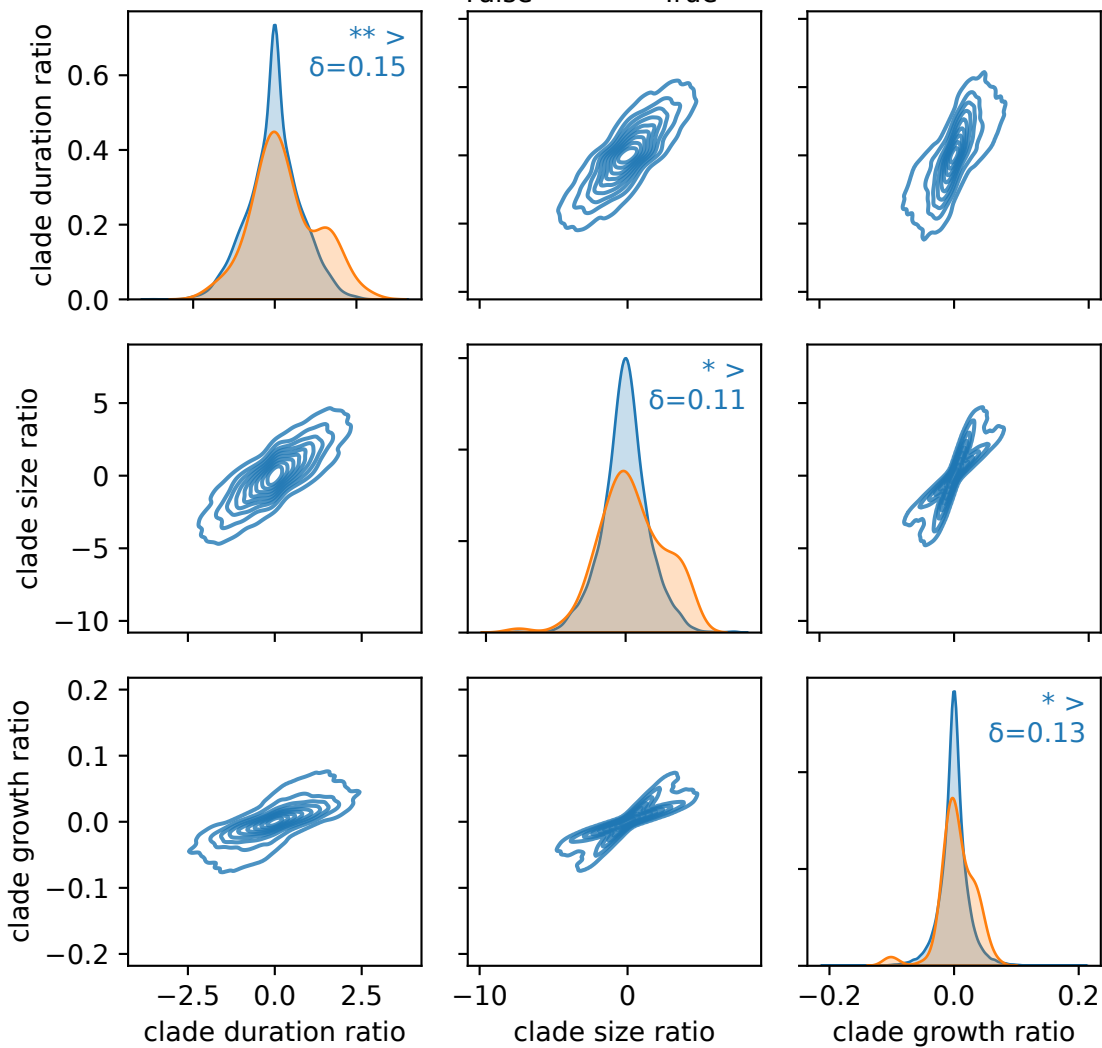 False True
clade duration ratio
0.6
0.4
0.2
0.0
** >
δ=0.15
clade size ratio
5
0
−5
−10
* >
δ=0.11
clade growth ratio
0.2
0.1
0.0
−0.1
−0.2
* >
δ=0.13
−2.5 0.0 2.5
−10 0
−0.2 0.0 0.2
clade duration ratio
clade size ratio
clade growth ratio